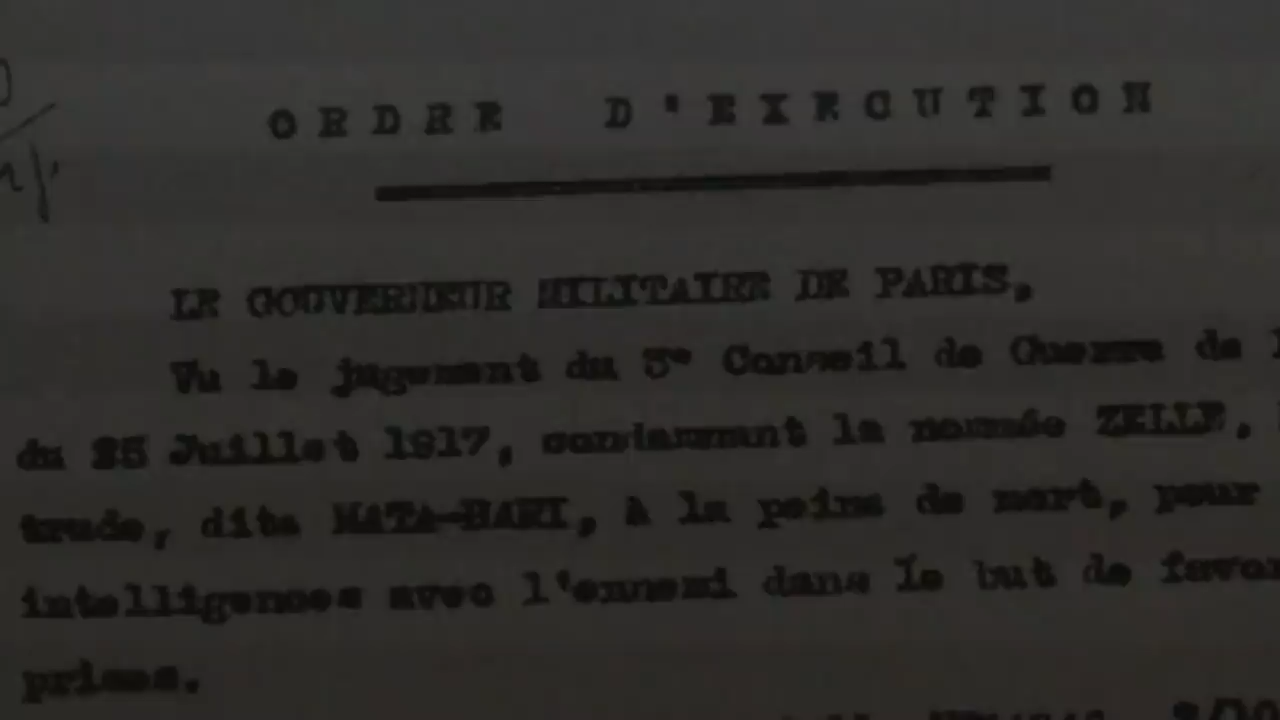 ORDRE D'EXECUTION
LE GOUVERNEUR MILITAIRE DE PARIS,
Vu le jugement du 3° Conseil de Guerre de
du 25 Juillet 1917, condamnant la nommée ZELLE,
trude, dite MATA-HARI, à la peine de mort, pour
intelligences avec l'ennemi dans le but de favor
prises.